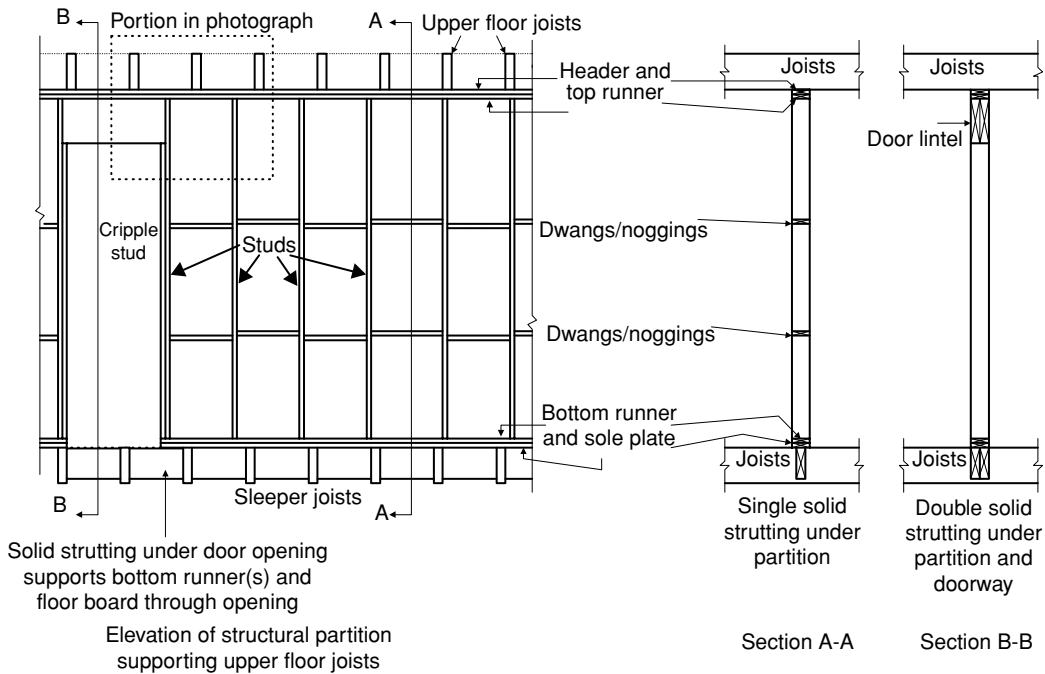 B
Portion in photograph
A
Upper floor joists
Header and
top runner
Joists
Joists
Door lintel
Cripple
stud
Studs
Dwangs/noggings
Dwangs/noggings
Bottom runner
and sole plate
Joists
Joists
B
Sleeper joists
A
Single solid
strutting under
partition
Double solid
strutting under
partition and
doorway
Solid strutting under door opening
supports bottom runner(s) and
floor board through opening
Elevation of structural partition
supporting upper floor joists
Section A-A
Section B-B